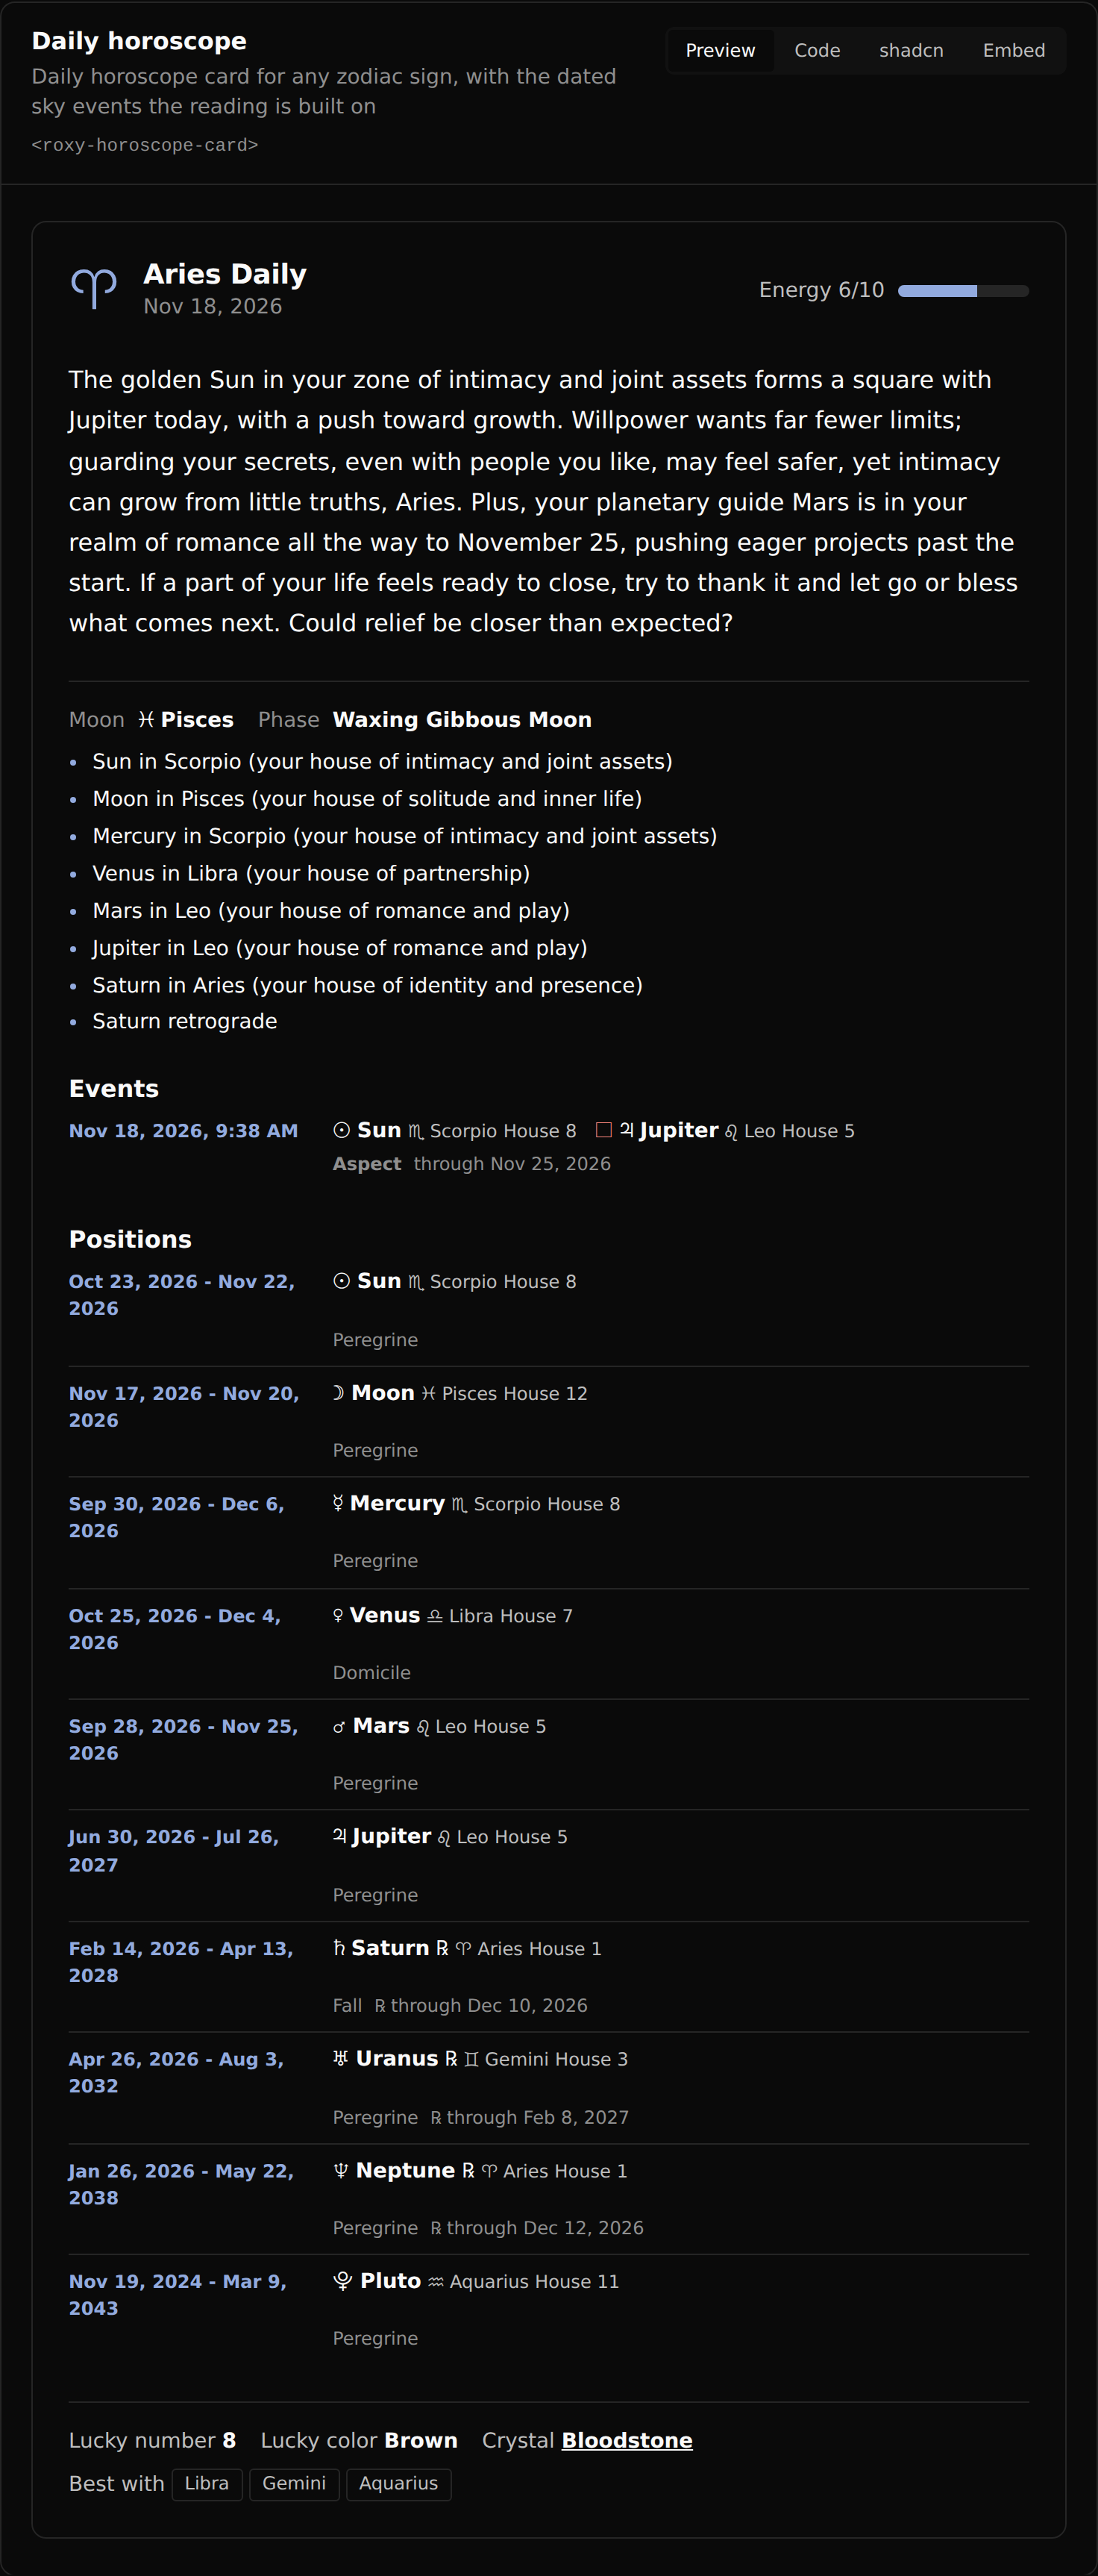 Daily horoscope
Preview Code shadcn Embed
Daily horoscope card for any zodiac sign, with the dated
sky events the reading is built on
<roxy-horoscope-card>
♈ Aries Daily
Nov 18, 2026
Energy 6/10
The golden Sun in your zone of intimacy and joint assets forms a square with
Jupiter today, with a push toward growth. Willpower wants far fewer limits;
guarding your secrets, even with people you like, may feel safer, yet intimacy
can grow from little truths, Aries. Plus, your planetary guide Mars is in your
realm of romance all the way to November 25, pushing eager projects past the
start. If a part of your life feels ready to close, try to thank it and let go or bless
what comes next. Could relief be closer than expected?
Moon ♓ Pisces Phase Waxing Gibbous Moon
• Sun in Scorpio (your house of intimacy and joint assets)
• Moon in Pisces (your house of solitude and inner life)
• Mercury in Scorpio (your house of intimacy and joint assets)
• Venus in Libra (your house of partnership)
• Mars in Leo (your house of romance and play)
• Jupiter in Leo (your house of romance and play)
• Saturn in Aries (your house of identity and presence)
• Saturn retrograde
Events
Nov 18, 2026, 9:38 AM ☉ Sun ♏ Scorpio House 8 □ ♃ Jupiter ♌ Leo House 5
Aspect through Nov 25, 2026
Positions
Oct 23, 2026 - Nov 22, ☉ Sun ♏ Scorpio House 8
2026
Peregrine
Nov 17, 2026 - Nov 20, ☽ Moon ♓ Pisces House 12
2026
Peregrine
Sep 30, 2026 - Dec 6, ☿ Mercury ♏ Scorpio House 8
2026
Peregrine
Oct 25, 2026 - Dec 4, ♀ Venus ♎ Libra House 7
2026
Domicile
Sep 28, 2026 - Nov 25, ♂ Mars ♌ Leo House 5
2026
Peregrine
Jun 30, 2026 - Jul 26, ♃ Jupiter ♌ Leo House 5
2027
Peregrine
Feb 14, 2026 - Apr 13, ♄ Saturn ℞ ♈ Aries House 1
2028
Fall ℞ through Dec 10, 2026
Apr 26, 2026 - Aug 3, ♅ Uranus ℞ ♊ Gemini House 3
2032
Peregrine ℞ through Feb 8, 2027
Jan 26, 2026 - May 22, ♆ Neptune ℞ ♈ Aries House 1
2038
Peregrine ℞ through Dec 12, 2026
Nov 19, 2024 - Mar 9, ♇ Pluto ♒ Aquarius House 11
2043
Peregrine
Lucky number 8 Lucky color Brown Crystal Bloodstone
Best with Libra Gemini Aquarius